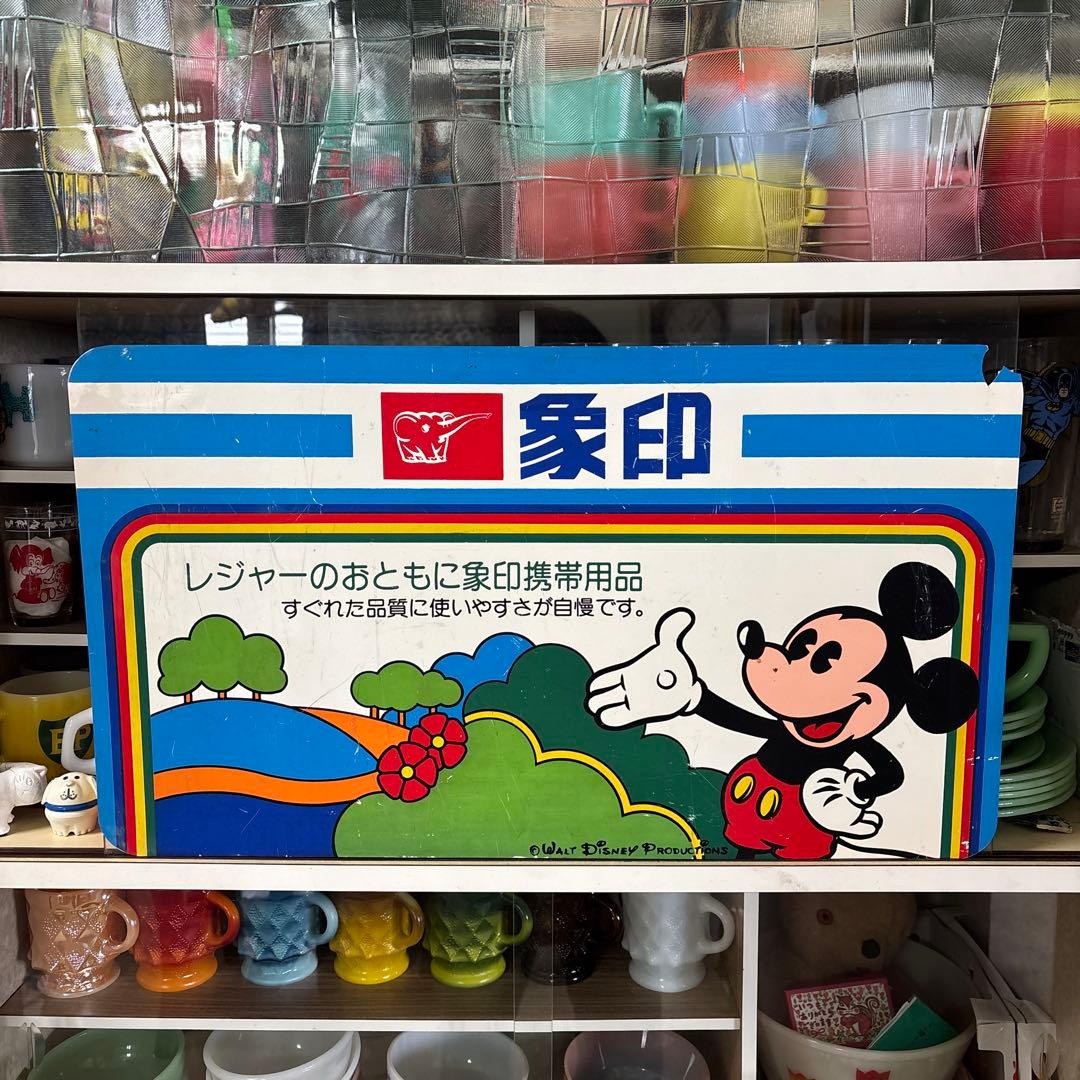 象印
レジャーのおともに象印携帯用品
すぐれた品質に使いやすさが自慢です。
© WALT DISNEY PRODUCTIONS
BP